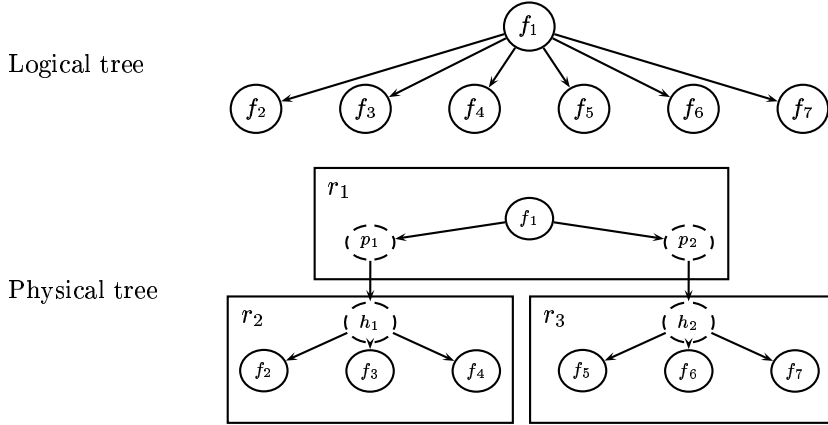 f₁
Logical tree
f₂ f₃ f₄ f₅ f₆ f₇
r₁
f₁
p₁ p₂
Physical tree
r₂ h₁ r₃ h₂
f₂ f₃ f₄ f₅ f₆ f₇